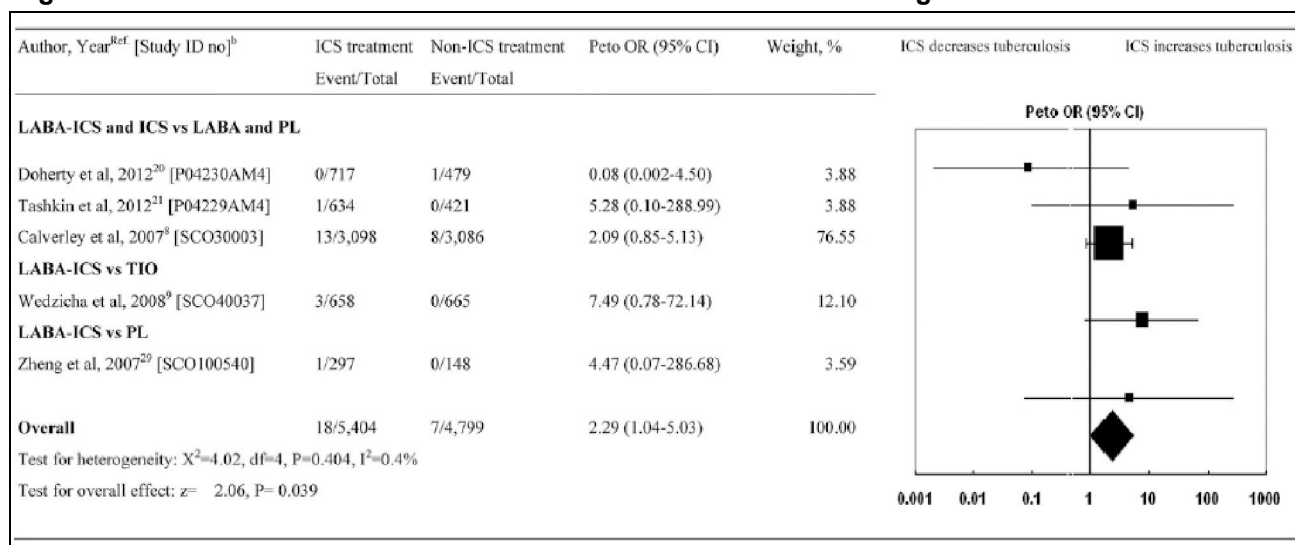 Author, Year^Ref. [Study ID no]^b ICS treatment Non-ICS treatment Peto OR (95% CI) Weight, % ICS decreases tuberculosis ICS increases tuberculosis
Event/Total Event/Total
Peto OR (95% CI)
LABA-ICS and ICS vs LABA and PL
Doherty et al, 2012^20 [P04230AM4] 0/717 1/479 0.08 (0.002-4.50) 3.88
Tashkin et al, 2012^21 [P04229AM4] 1/634 0/421 5.28 (0.10-288.99) 3.88
Calverley et al, 2007^8 [SCO30003] 13/3,098 8/3,086 2.09 (0.85-5.13) 76.55
LABA-ICS vs TIO
Wedzicha et al, 2008^9 [SCO40037] 3/658 0/665 7.49 (0.78-72.14) 12.10
LABA-ICS vs PL
Zheng et al, 2007^29 [SCO100540] 1/297 0/148 4.47 (0.07-286.68) 3.59
Overall 18/5,404 7/4,799 2.29 (1.04-5.03) 100.00
Test for heterogeneity: X^2=4.02, df=4, P=0.404, I^2=0.4%
Test for overall effect: z= 2.06, P= 0.039
0.001 0.01 0.1 1 10 100 1000